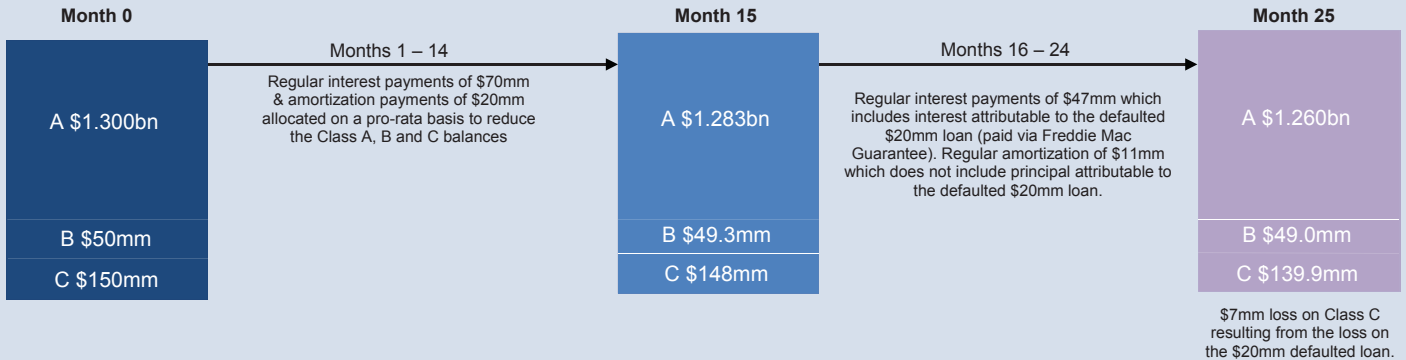 Month 0
Month 15
Month 25
A $1.300bn
B $50mm
C $150mm
Months 1 – 14
Regular interest payments of $70mm
& amortization payments of $20mm
allocated on a pro-rata basis to reduce
the Class A, B and C balances
A $1.283bn
B $49.3mm
C $148mm
Months 16 – 24
Regular interest payments of $47mm which
includes interest attributable to the defaulted
$20mm loan (paid via Freddie Mac
Guarantee). Regular amortization of $11mm
which does not include principal attributable to
the defaulted $20mm loan.
A $1.260bn
B $49.0mm
C $139.9mm
$7mm loss on Class C
resulting from the loss on
the $20mm defaulted loan.